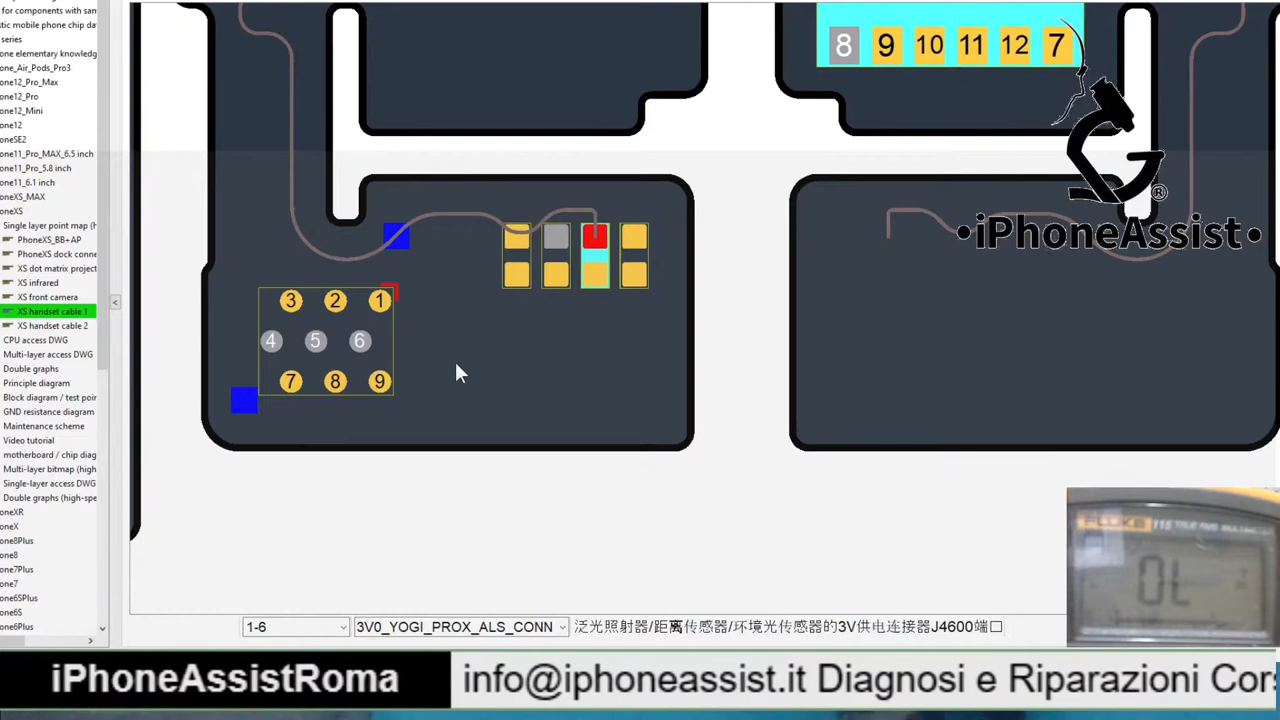 for components with san
stic mobile phone chip da
series
one elementary knowledg
one_Air_Pods_Pro3
one12_Pro_Max
one12_Pro
one12_Mini
one12
oneSE2
one11_Pro_MAX_6.5 inch
one11_Pro_5.8 inch
one11_6.1 inch
oneXS_MAX
oneXS
Single layer point map (h
PhoneXS_BB+AP
PhoneXS dock conne
XS dot matrix project
XS infrared
XS front camera
XS handset cable 1
XS handset cable 2
CPU access DWG
Multi-layer access DWG
Double graphs
Principle diagram
Block diagram / test poir
GND resistance diagram
Maintenance scheme
Video tutorial
motherboard / chip diag
Multi-layer bitmap (high
Single-layer access DWG
Double graphs (high-spe
oneXR
oneX
one8Plus
one8
one7Plus
one7
one6SPlus
one6S
one6Plus
<
8 9 10 11 12 7
G®
•iPhoneAssist•
3 2 1
4 5 6
7 8 9
FLUKE 115 TRUE RMS MULTIMETER
OL
1-6
3V0_YOGI_PROX_ALS_CONN
泛光照射器/距离传感器/环境光传感器的3V供电连接器J4600端口
iPhoneAssistRoma
info@iphoneassist.it Diagnosi e Riparazioni Cors